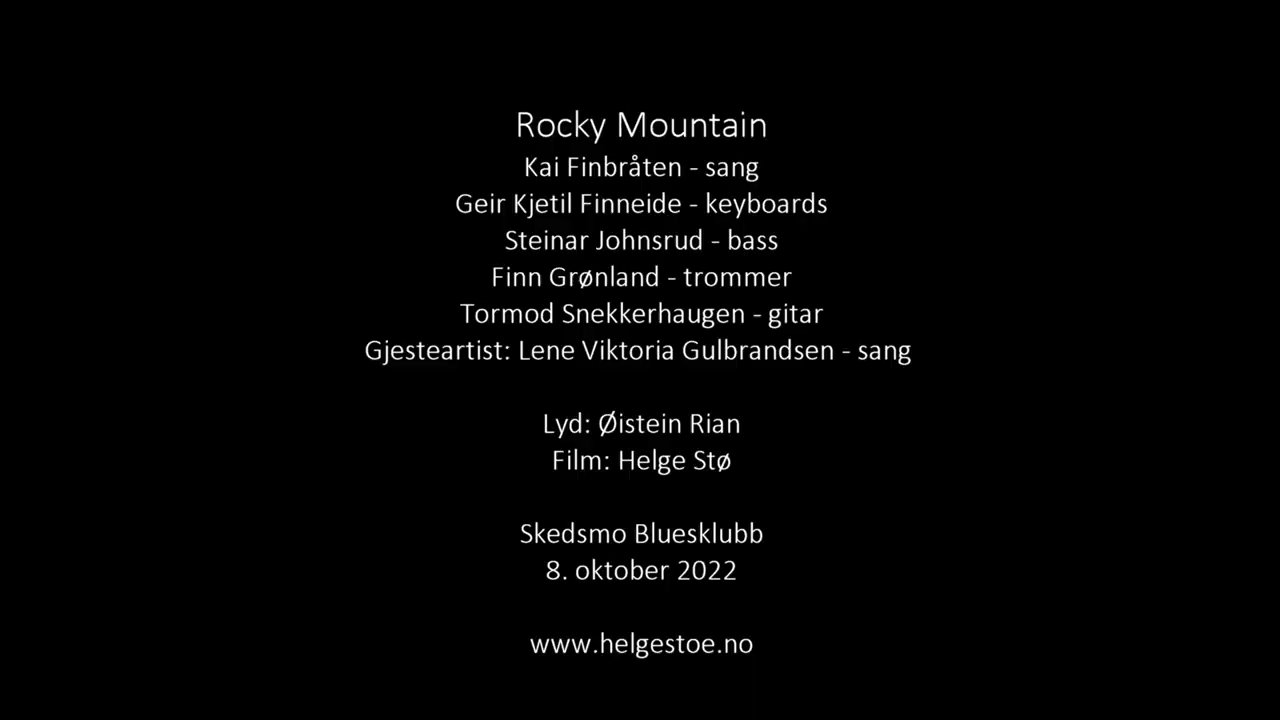 Rocky Mountain
Kai Finbråten - sang
Geir Kjetil Finneide - keyboards
Steinar Johnsrud - bass
Finn Grønland - trommer
Tormod Snekkerhaugen - gitar
Gjesteartist: Lene Viktoria Gulbrandsen - sang
Lyd: Øistein Rian
Film: Helge Stø
Skedsmo Bluesklubb
8. oktober 2022
www.helgestoe.no